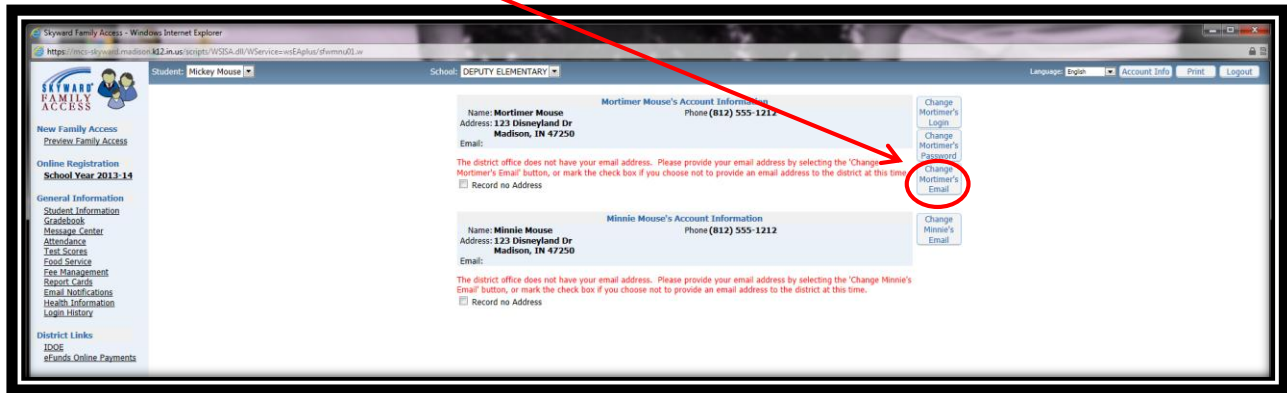 Skyward Family Access - Windows Internet Explorer
https://mcs-skyward.madison.k12.in.us/scripts/WSISA.dll/WService=wsEAplus/sfwmnu01.w
SKYWARD®
FAMILY
ACCESS
Student: Mickey Mouse
School: DEPUTY ELEMENTARY
Language: English
Account Info
Print
Logout
New Family Access
Preview Family Access
Online Registration
School Year 2013-14
General Information
Student Information
Gradebook
Message Center
Attendance
Test Scores
Food Service
Fee Management
Report Cards
Email Notifications
Health Information
Login History
District Links
IDOE
eFunds Online Payments
Mortimer Mouse's Account Information
Name: Mortimer Mouse Phone (812) 555-1212
Address: 123 Disneyland Dr
Madison, IN 47250
Email:
The district office does not have your email address. Please provide your email address by selecting the 'Change
Mortimer's Email' button, or mark the check box if you choose not to provide an email address to the district at this time.
Record no Address
Change
Mortimer's
Login
Change
Mortimer's
Password
Change
Mortimer's
Email
Minnie Mouse's Account Information
Name: Minnie Mouse Phone (812) 555-1212
Address: 123 Disneyland Dr
Madison, IN 47250
Email:
The district office does not have your email address. Please provide your email address by selecting the 'Change Minnie's
Email' button, or mark the check box if you choose not to provide an email address to the district at this time.
Record no Address
Change
Minnie's
Email